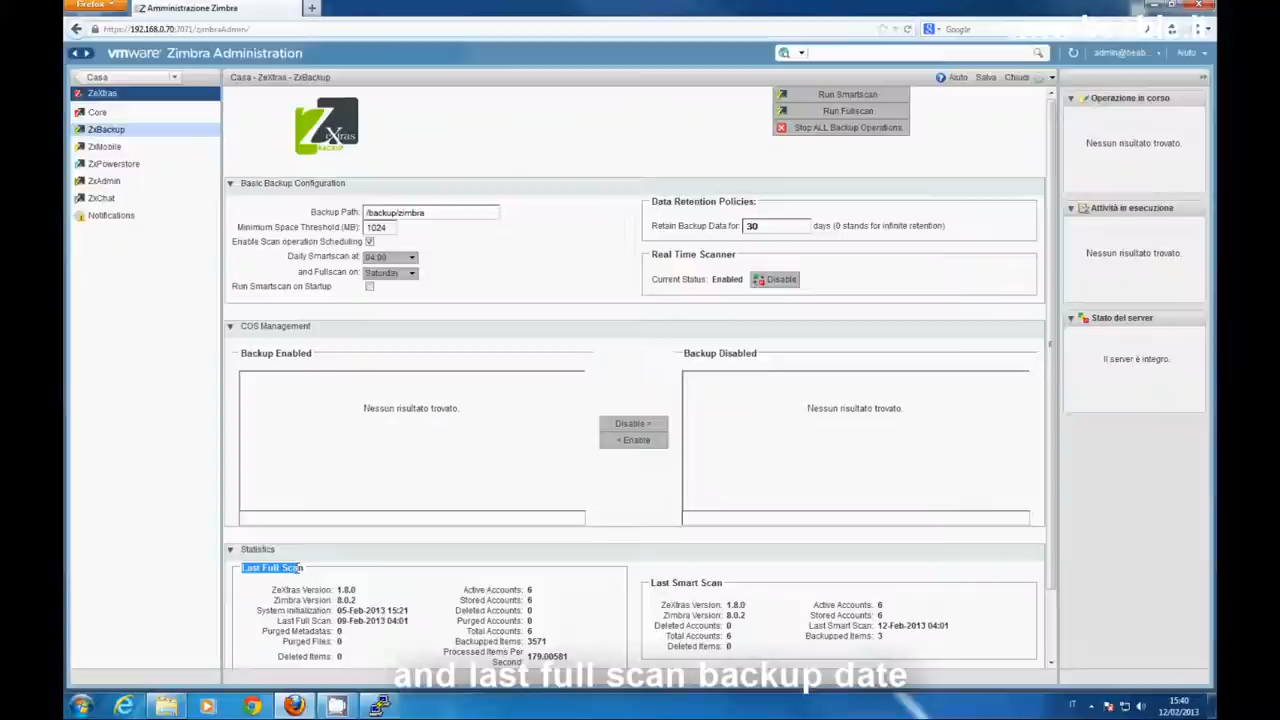 Firefox
Amministrazione Zimbra
https://192.168.0.70:7071/zimbraAdmin/
Google
vmware Zimbra Administration
admin@beab...
Aiuto
Casa
Casa - ZeXtras - ZxBackup
Aiuto Salva Chiudi
ZeXtras
Core
ZxBackup
ZxMobile
ZxPowerstore
ZxAdmin
ZxChat
Notifications
ZeXtras
BACKUP
Run Smartscan
Run Fullscan
Stop ALL Backup Operations
Basic Backup Configuration
Backup Path: /backup/zimbra
Minimum Space Threshold (MB): 1024
Enable Scan operation Scheduling
Daily Smartscan at: 04:00
and Fullscan on: Saturday
Run Smartscan on Startup
Data Retention Policies:
Retain Backup Data for: 30 days (0 stands for infinite retention)
Real Time Scanner
Current Status: Enabled Disable
COS Management
Backup Enabled
Nessun risultato trovato.
Disable >
< Enable
Backup Disabled
Nessun risultato trovato.
Statistics
Last Full Scan
ZeXtras Version: 1.8.0
Zimbra Version: 8.0.2
System Initialization: 05-Feb-2013 15:21
Last Full Scan: 09-Feb-2013 04:01
Purged Metadatas: 0
Purged Files: 0
Deleted Items: 0
Active Accounts: 6
Stored Accounts: 6
Deleted Accounts: 0
Purged Accounts: 0
Total Accounts: 6
Backupped Items: 3571
Processed Items Per Second: 179.00581
Last Smart Scan
ZeXtras Version: 1.8.0
Zimbra Version: 8.0.2
Deleted Accounts: 0
Total Accounts: 6
Deleted Items: 0
Active Accounts: 6
Stored Accounts: 6
Last Smart Scan: 12-Feb-2013 04:01
Backupped Items: 3
Operazione in corso
Nessun risultato trovato.
Attività in esecuzione
Nessun risultato trovato.
Stato del server
Il server è integro.
and last full scan backup date
IT
15:40
12/02/2013